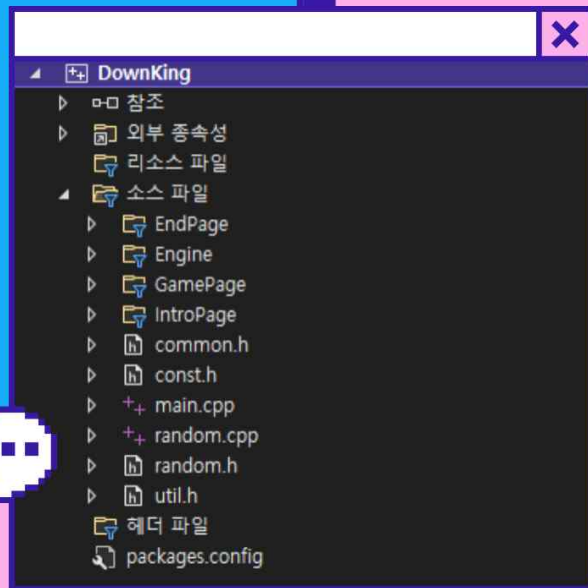 DownKing
참조
외부 종속성
리소스 파일
소스 파일
EndPage
Engine
GamePage
IntroPage
common.h
const.h
main.cpp
random.cpp
random.h
util.h
헤더 파일
packages.config